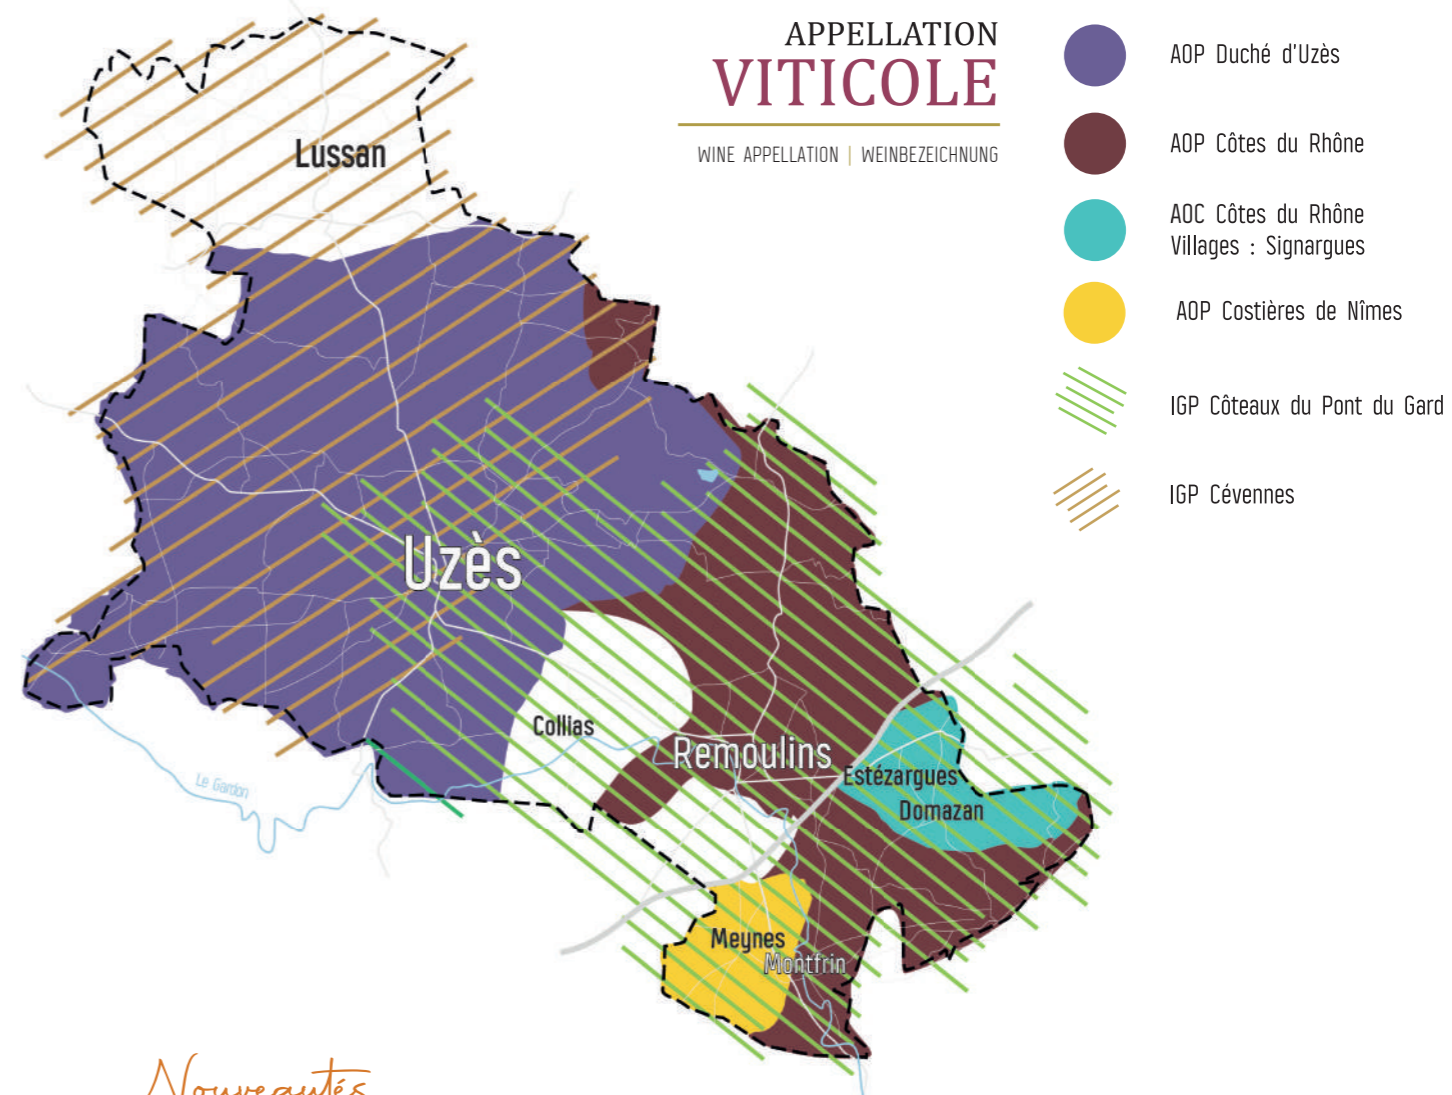 APPELLATION
VITICOLE
WINE APPELLATION | WEINBEZEICHNUNG
AOP Duché d'Uzès
AOP Côtes du Rhône
AOC Côtes du Rhône
Villages : Signargues
AOP Costières de Nîmes
IGP Côteaux du Pont du Gard
IGP Cévennes
Lussan
Uzès
Collias
Remoulins
Estézargues
Domazan
Le Gardon
Meynes
Montfrin
Nouveautés